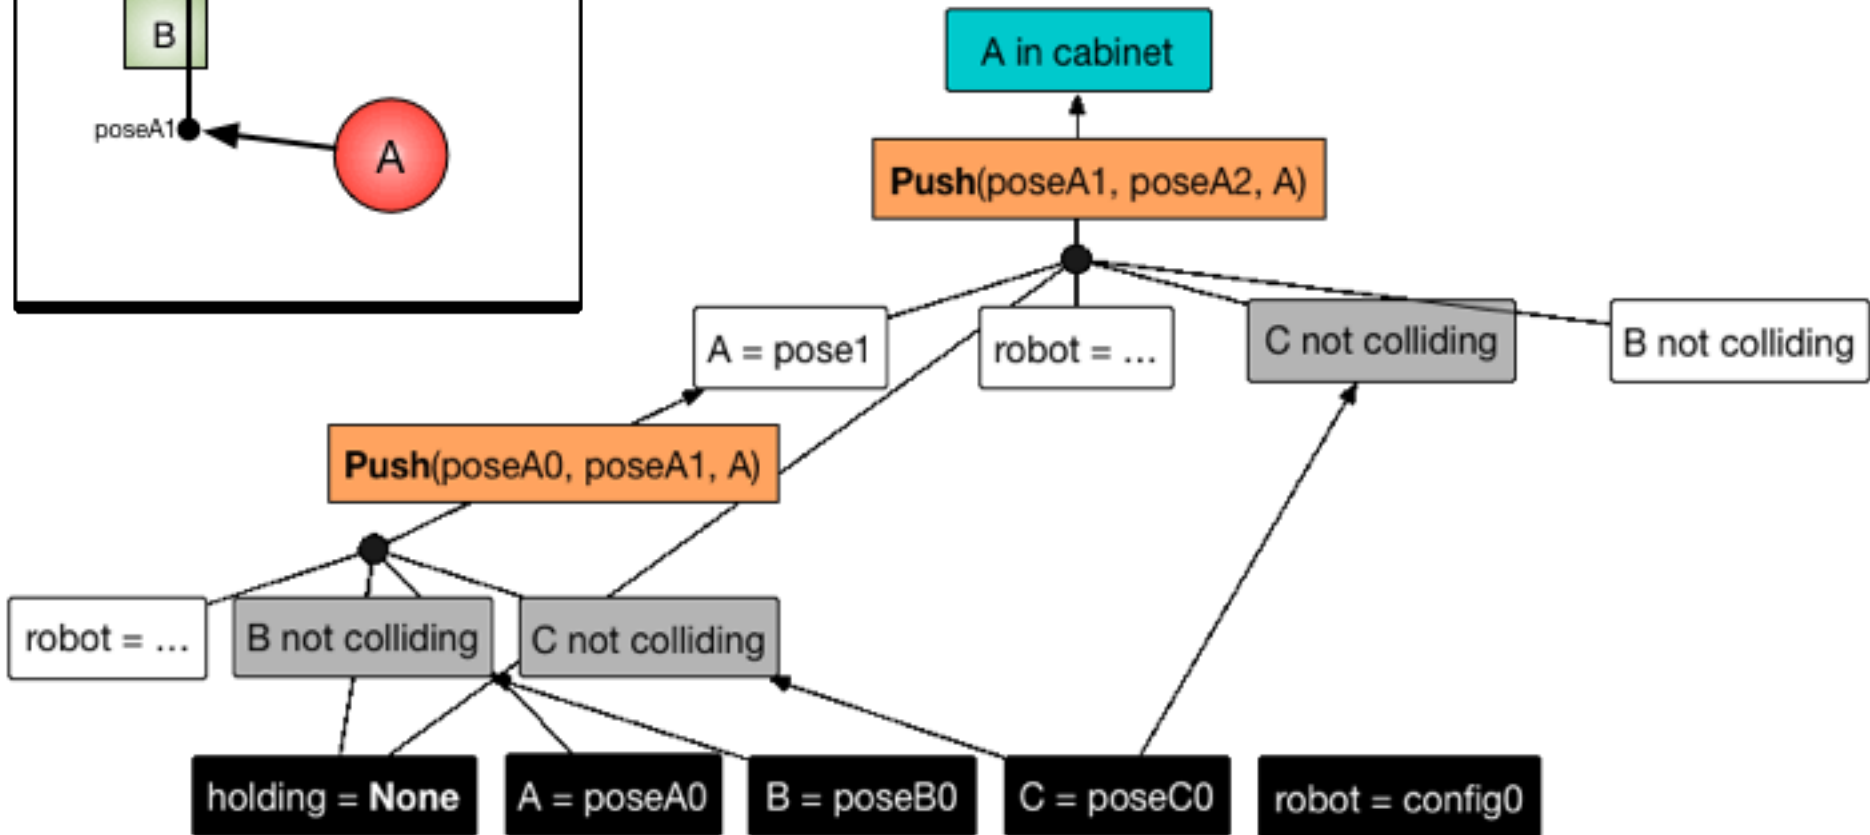 B
poseA1
A
A in cabinet
Push(poseA1, poseA2, A)
A = pose1
robot = ...
C not colliding
B not colliding
Push(poseA0, poseA1, A)
robot = ...
B not colliding
C not colliding
holding = None
A = poseA0
B = poseB0
C = poseC0
robot = config0